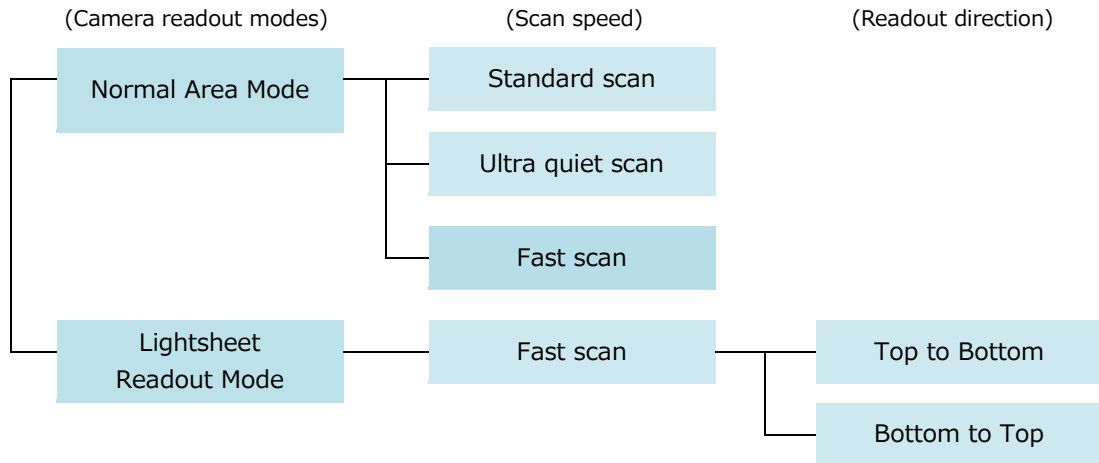 (Camera readout modes)
(Scan speed)
(Readout direction)
Normal Area Mode
Standard scan
Ultra quiet scan
Fast scan
Lightsheet
Readout Mode
Fast scan
Top to Bottom
Bottom to Top